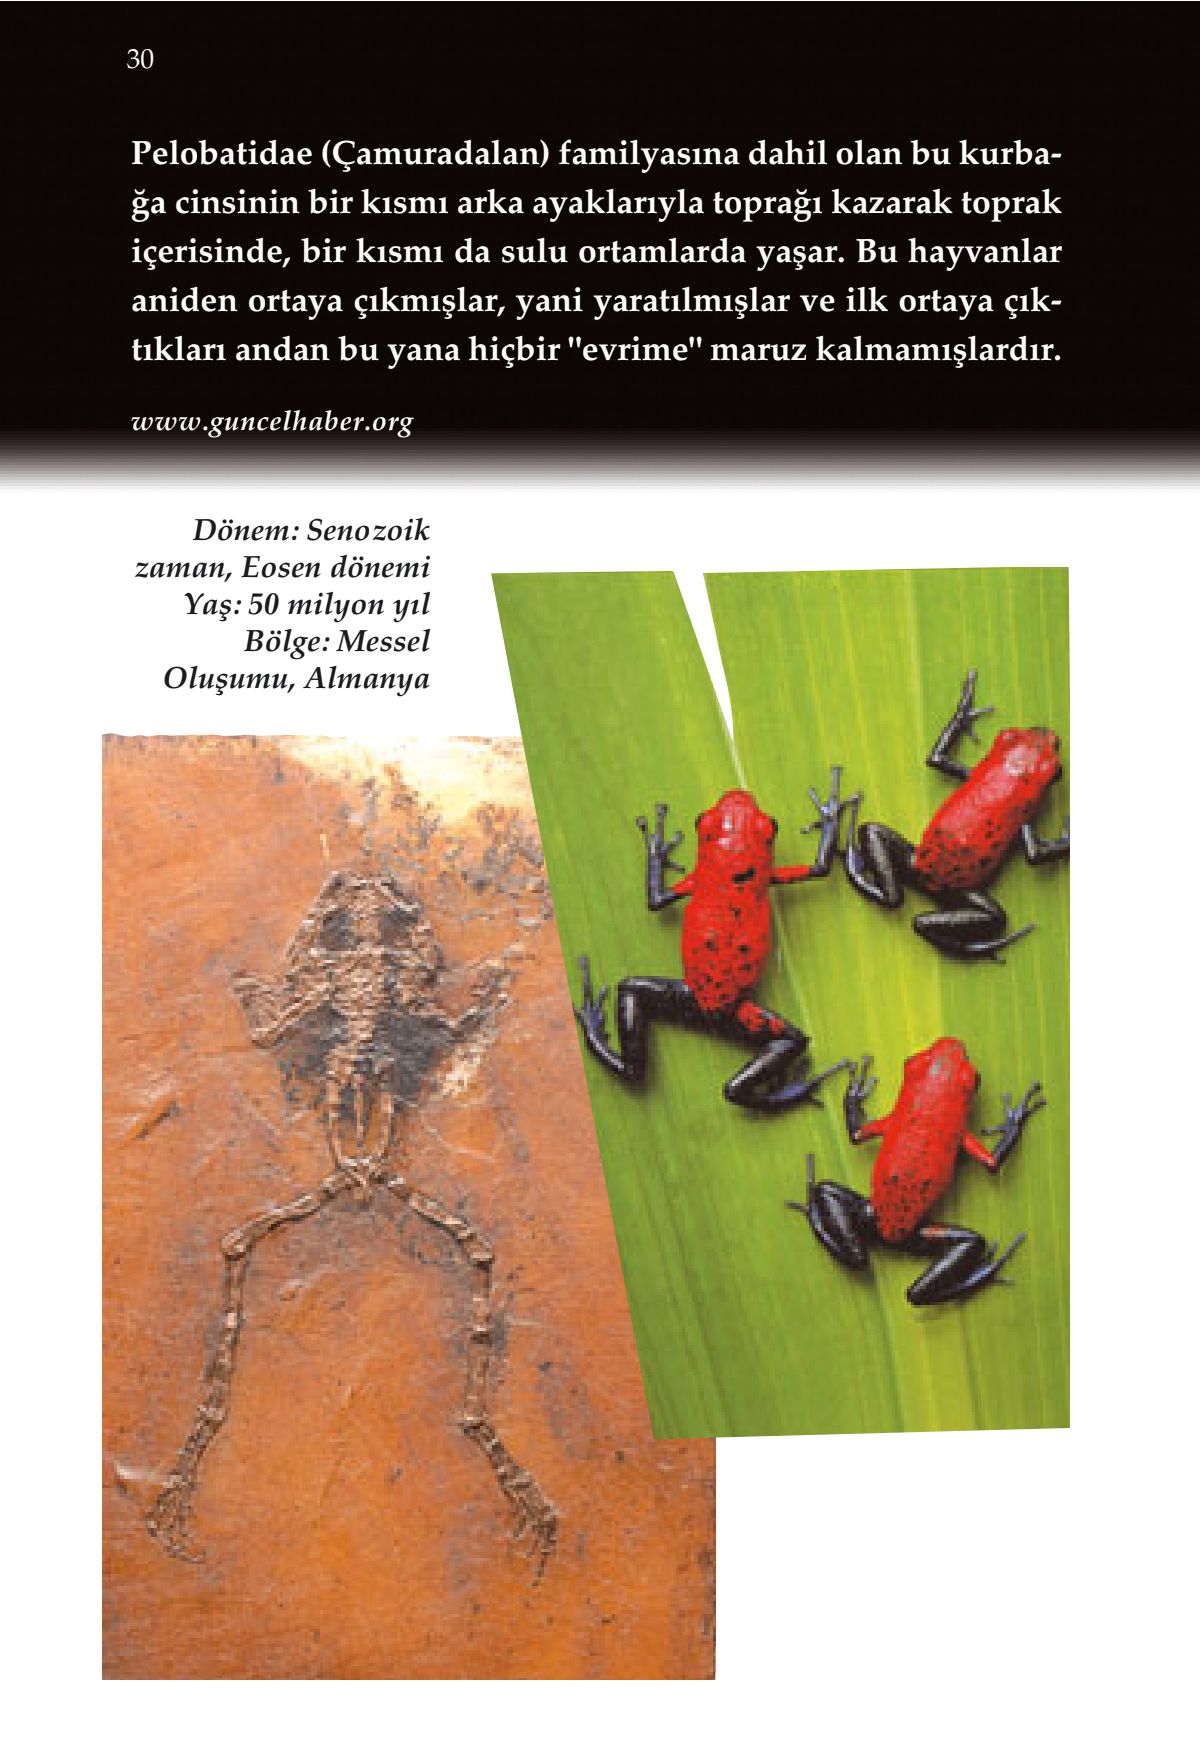 30
Pelobatidae (Çamuradalan) familyasına dahil olan bu kurba-
ğa cinsinin bir kısmı arka ayaklarıyla toprağı kazarak toprak
içerisinde, bir kısmı da sulu ortamlarda yaşar. Bu hayvanlar
aniden ortaya çıkmışlar, yani yaratılmışlar ve ilk ortaya çık-
tıkları andan bu yana hiçbir "evrime" maruz kalmamışlardır.
www.guncelhaber.org
Dönem: Senozoik
zaman, Eosen dönemi
Yaş: 50 milyon yıl
Bölge: Messel
Oluşumu, Almanya